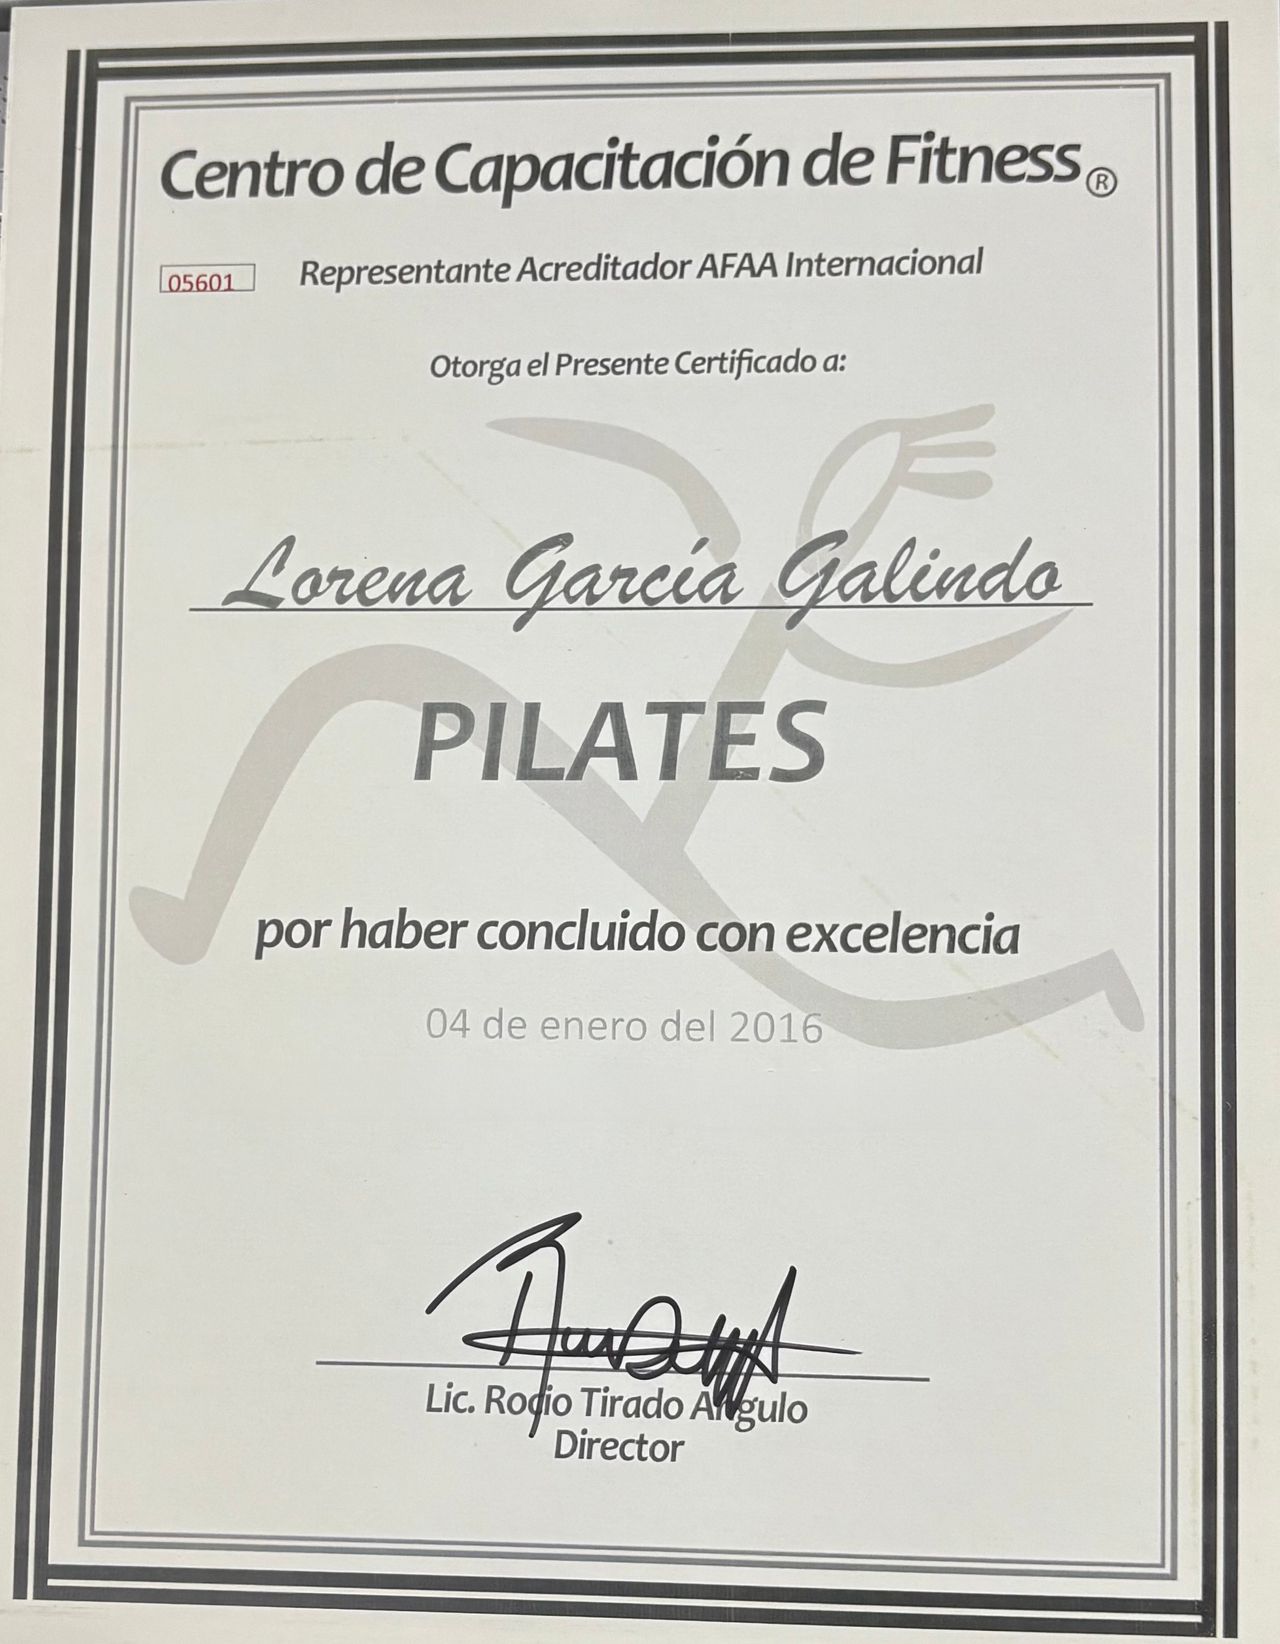 Centro de Capacitación de Fitness®
05601 Representante Acreditador AFAA Internacional
Otorga el Presente Certificado a:
Lorena García Galindo
PILATES
por haber concluido con excelencia
04 de enero del 2016
Lic. Rocio Tirado Angulo
Director